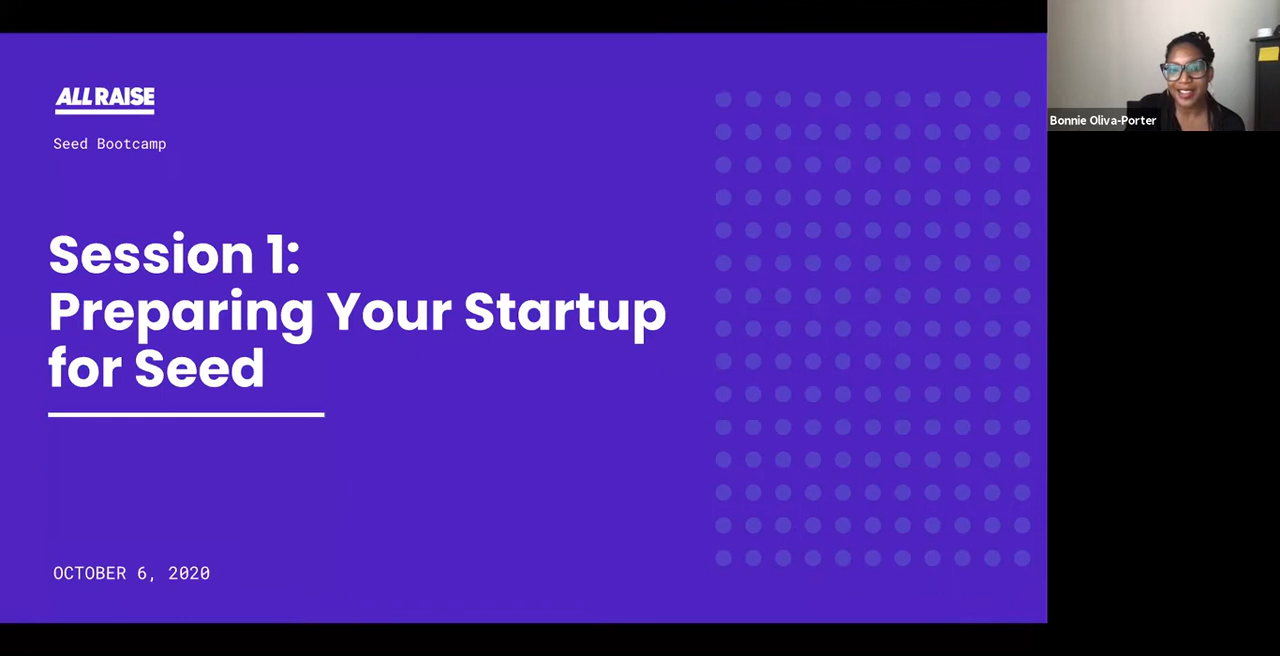 ALL RAISE
Seed Bootcamp
Session 1:
Preparing Your Startup
for Seed
OCTOBER 6, 2020
Bonnie Oliva-Porter